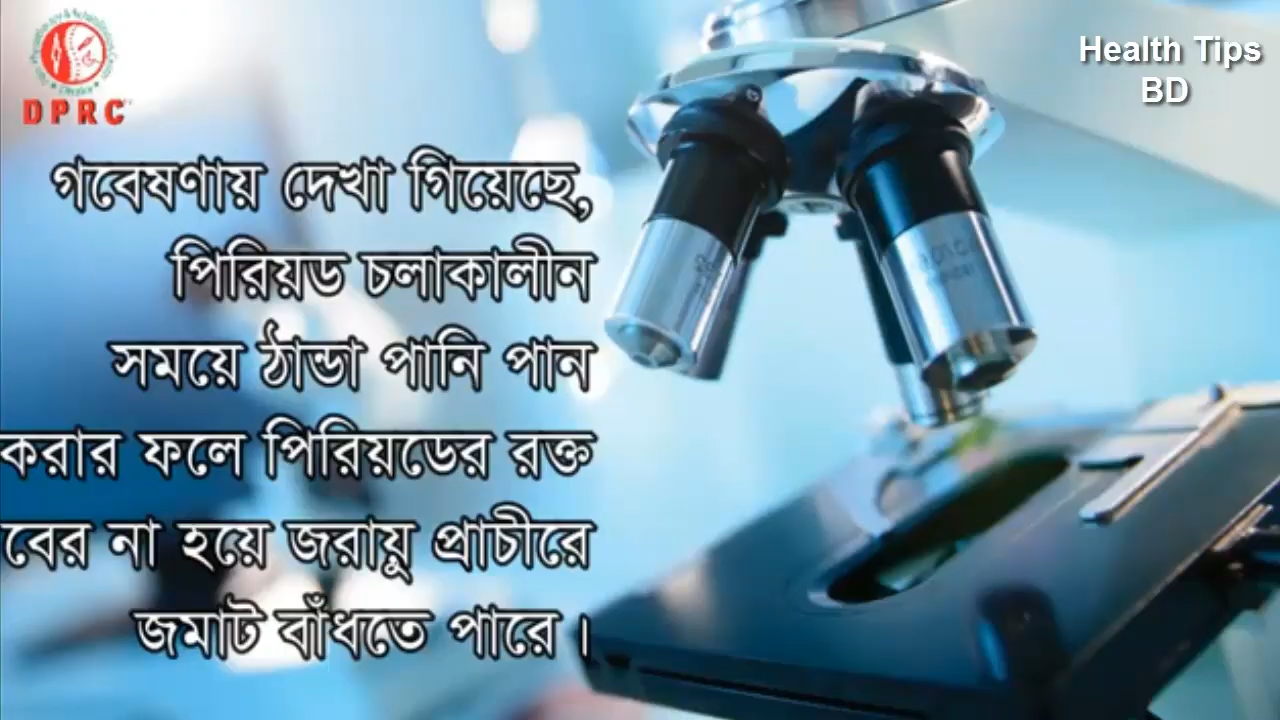 DPRC
Health Tips
BD
গবেষণায় দেখা গিয়েছে,
পিরিয়ড চলাকালীন
সময়ে ঠান্ডা পানি পান
করার ফলে পিরিয়ডের রক্ত
বের না হয়ে জরায়ু প্রাচীরে
জমাট বাঁধতে পারে।